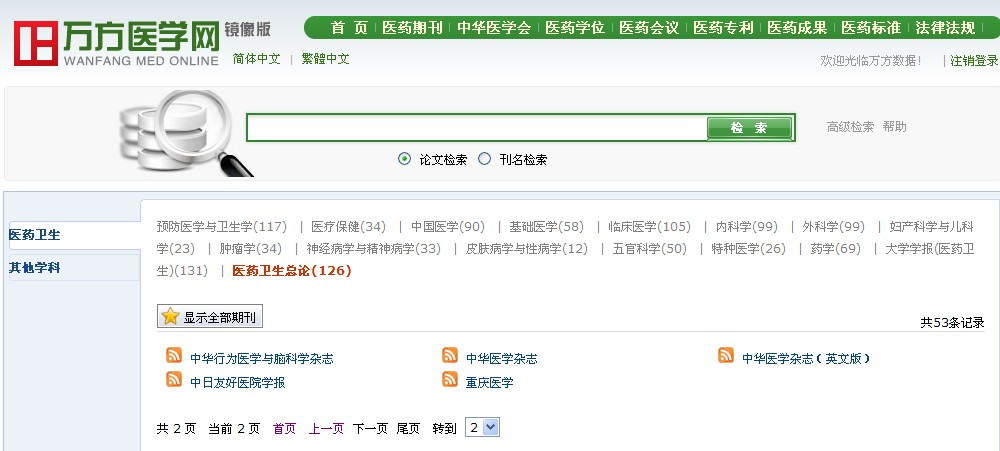 万方医学网 镜像版
WANFANG MED ONLINE
简体中文 | 繁體中文
首 页 | 医药期刊 | 中华医学会 | 医药学位 | 医药会议 | 医药专利 | 医药成果 | 医药标准 | 法律法规 |
欢迎光临万方数据! | 注销登录
检 索
高级检索 帮助
论文检索 刊名检索
医药卫生
其他学科
预防医学与卫生学(117) | 医疗保健(34) | 中国医学(90) | 基础医学(58) | 临床医学(105) | 内科学(99) | 外科学(99) | 妇产科学与儿科
学(23) | 肿瘤学(34) | 神经病学与精神病学(33) | 皮肤病学与性病学(12) | 五官科学(50) | 特种医学(26) | 药学(69) | 大学学报(医药卫
生)(131) | 医药卫生总论(126)
显示全部期刊
共53条记录
中华行为医学与脑科学杂志 中华医学杂志 中华医学杂志(英文版)
中日友好医院学报 重庆医学
共 2 页 当前 2 页 首页 上一页 下一页 尾页 转到 2